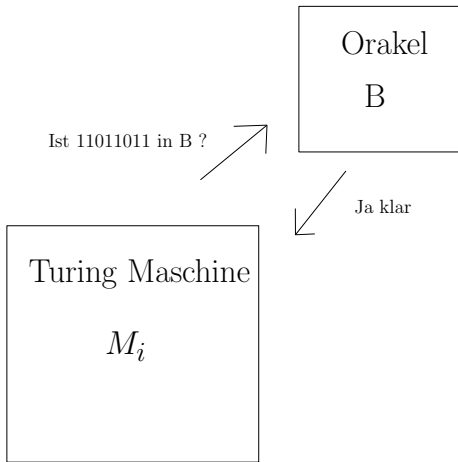 Orakel
B
Ist 11011011 in B ?
Ja klar
Turing Maschine
M_i